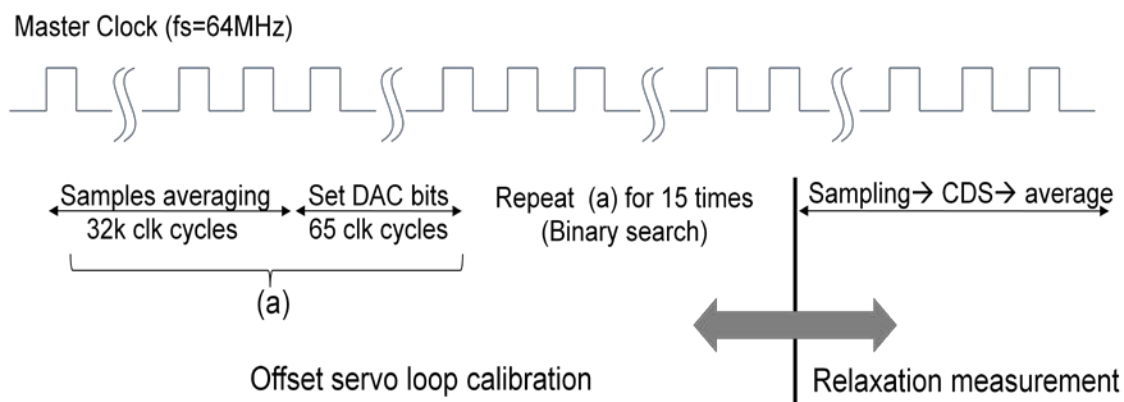 Master Clock (fs=64MHz)
Samples averaging
32k clk cycles
Set DAC bits
65 clk cycles
(a)
Repeat (a) for 15 times
(Binary search)
Sampling→ CDS→ average
Offset servo loop calibration
Relaxation measurement